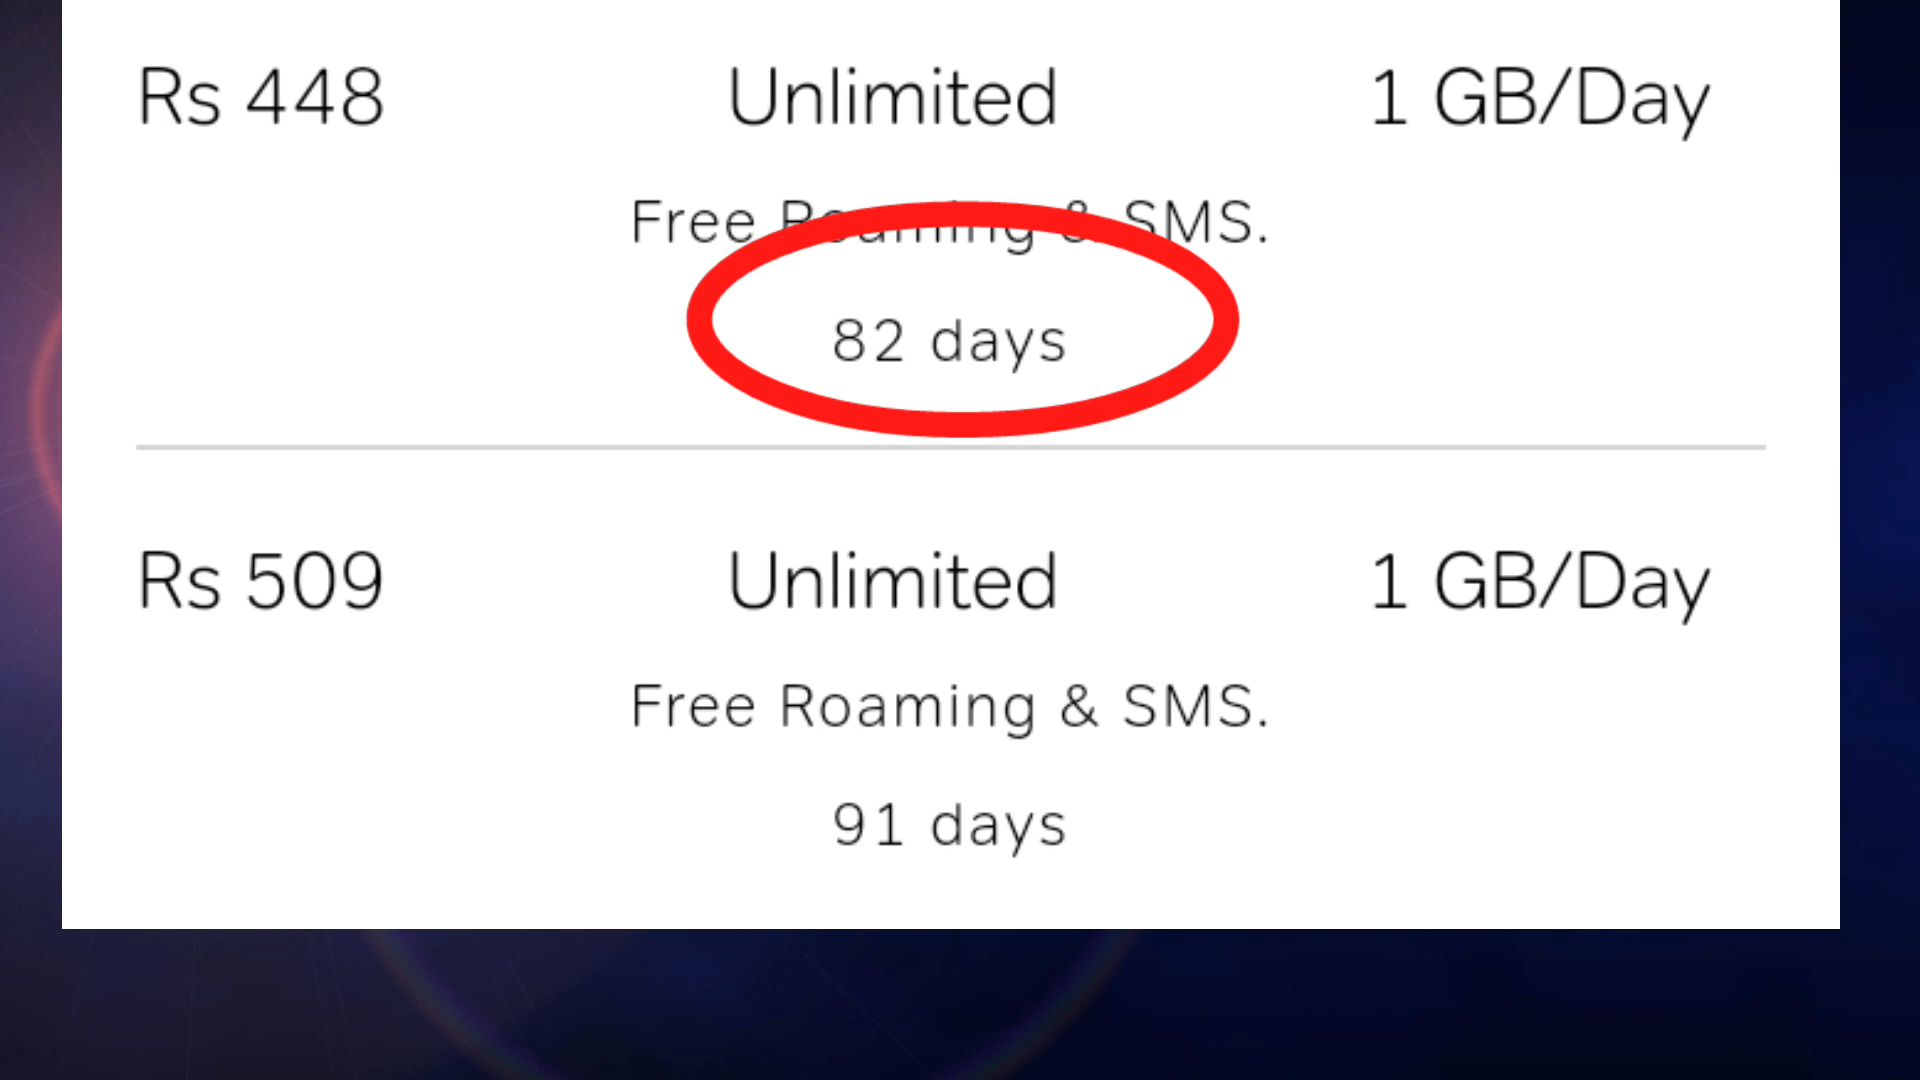 Rs 448 Unlimited 1 GB/Day
Free Roaming & SMS.
82 days
Rs 509 Unlimited 1 GB/Day
Free Roaming & SMS.
91 days